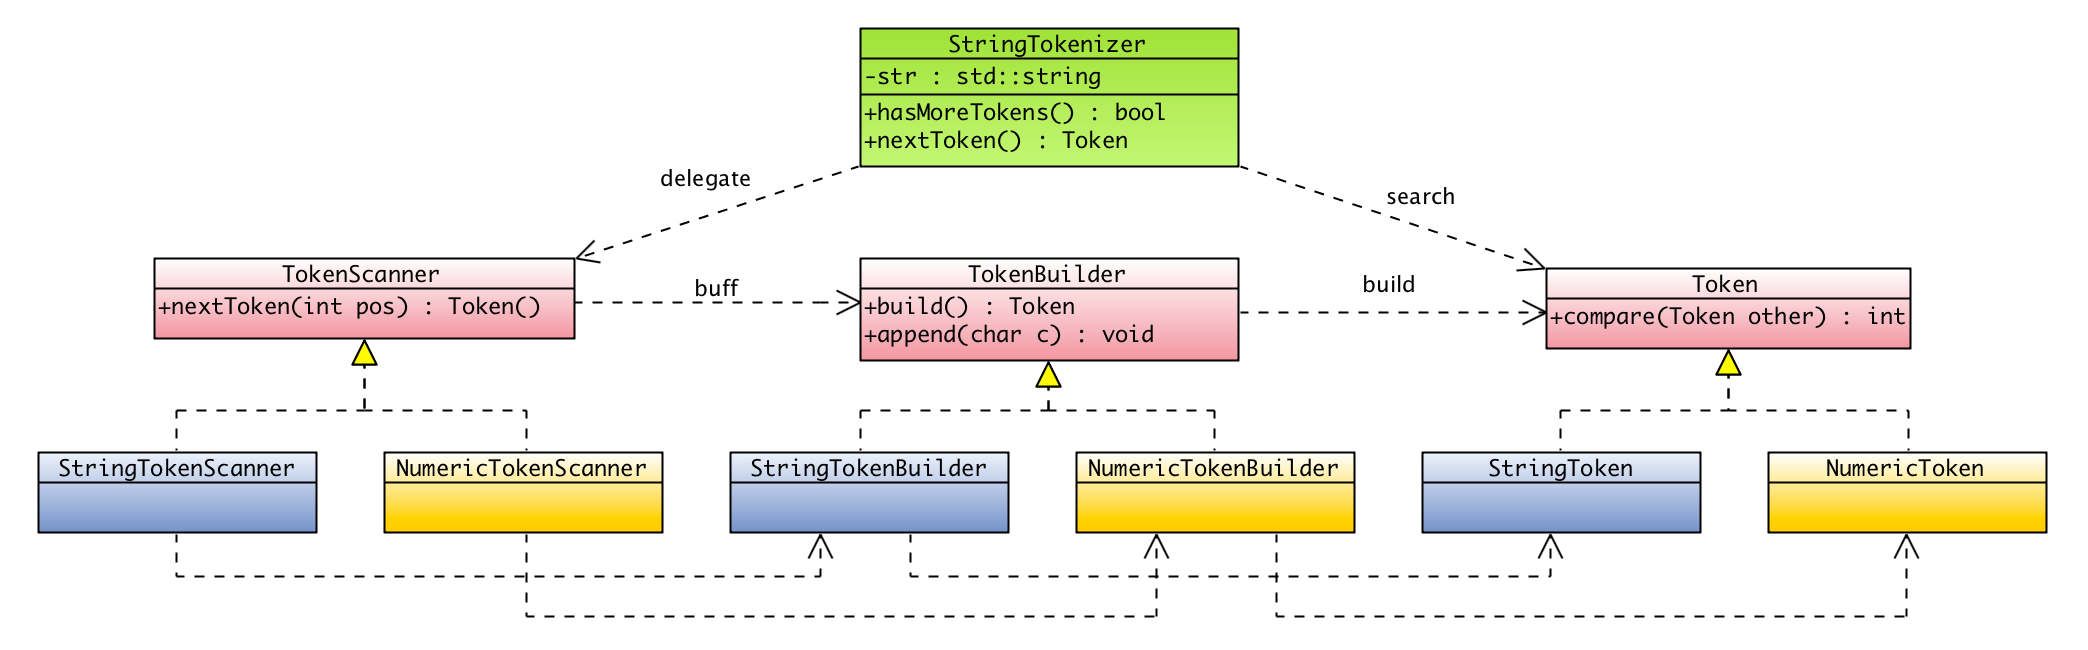 StringTokenizer
-str : std::string
+hasMoreTokens() : bool
+nextToken() : Token
delegate
search
TokenScanner
+nextToken(int pos) : Token()
buff
TokenBuilder
+build() : Token
+append(char c) : void
build
Token
+compare(Token other) : int
StringTokenScanner
NumericTokenScanner
StringTokenBuilder
NumericTokenBuilder
StringToken
NumericToken